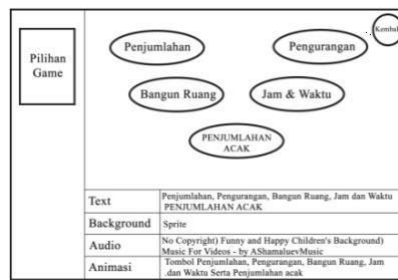 Pilihan
Game
Penjumlahan
Pengurangan
Kembali
Bangun Ruang
Jam & Waktu
PENJUMLAHAN
ACAK
Text
Penjumlahan, Pengurangan, Bangun Ruang, Jam dan Waktu
PENJUMLAHAN ACAK
Background
Sprite
Audio
No Copyright) Funny and Happy Children's Background)
Music For Videos - by AShamaluevMusic
Animasi
Tombol Penjumlahan, Pengurangan, Bangun Ruang, Jam
dan Waktu Serta Penjumlahan acak